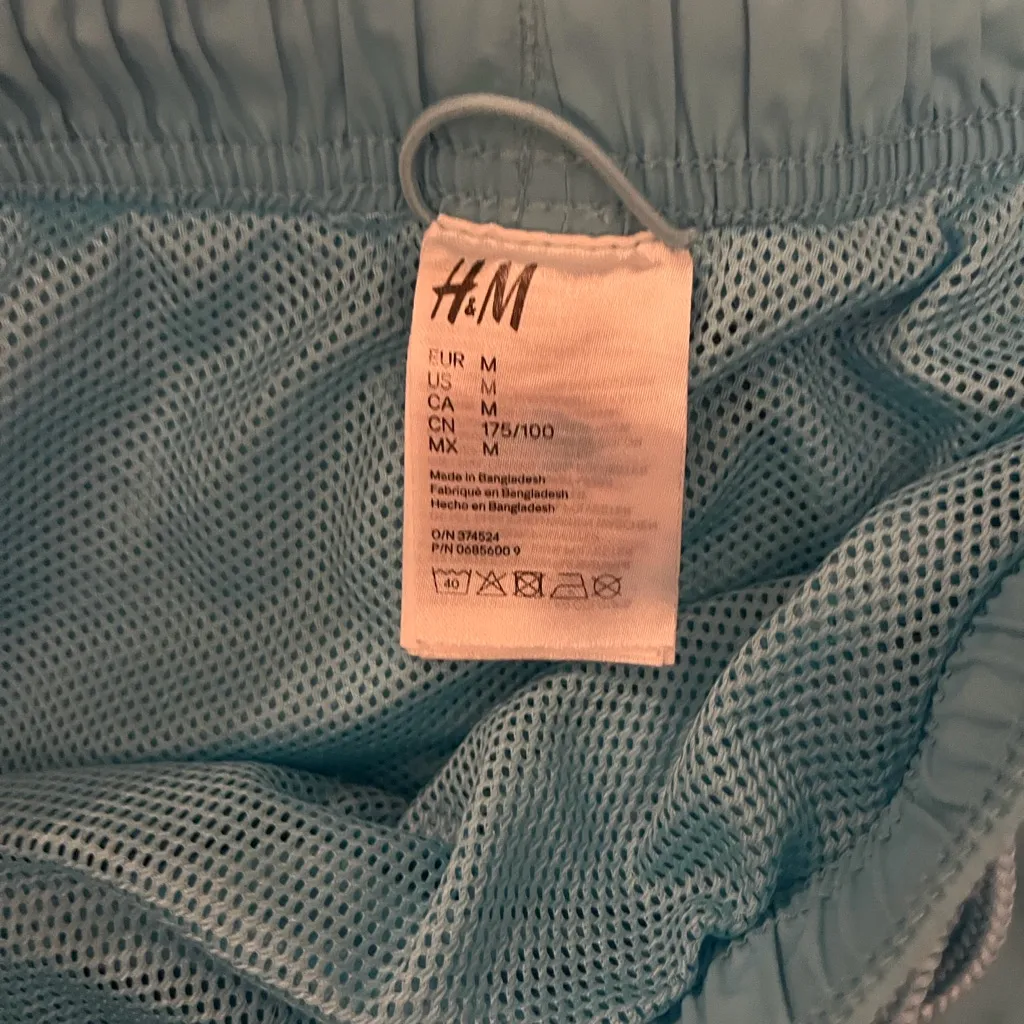 H&M
EUR M
US M
CA M
CN 175/100
MX M
Made in Bangladesh
Fabriqué en Bangladesh
Hecho en Bangladesh
O/N 374524
P/N 0685600 9
40